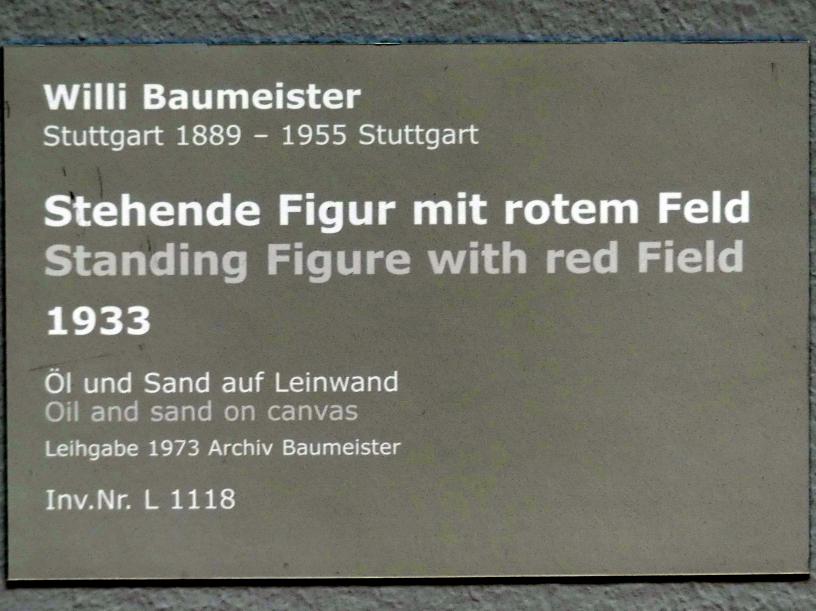 Willi Baumeister
Stuttgart 1889 – 1955 Stuttgart
Stehende Figur mit rotem Feld
Standing Figure with red Field
1933
Öl und Sand auf Leinwand
Oil and sand on canvas
Leihgabe 1973 Archiv Baumeister
Inv.Nr. L 1118